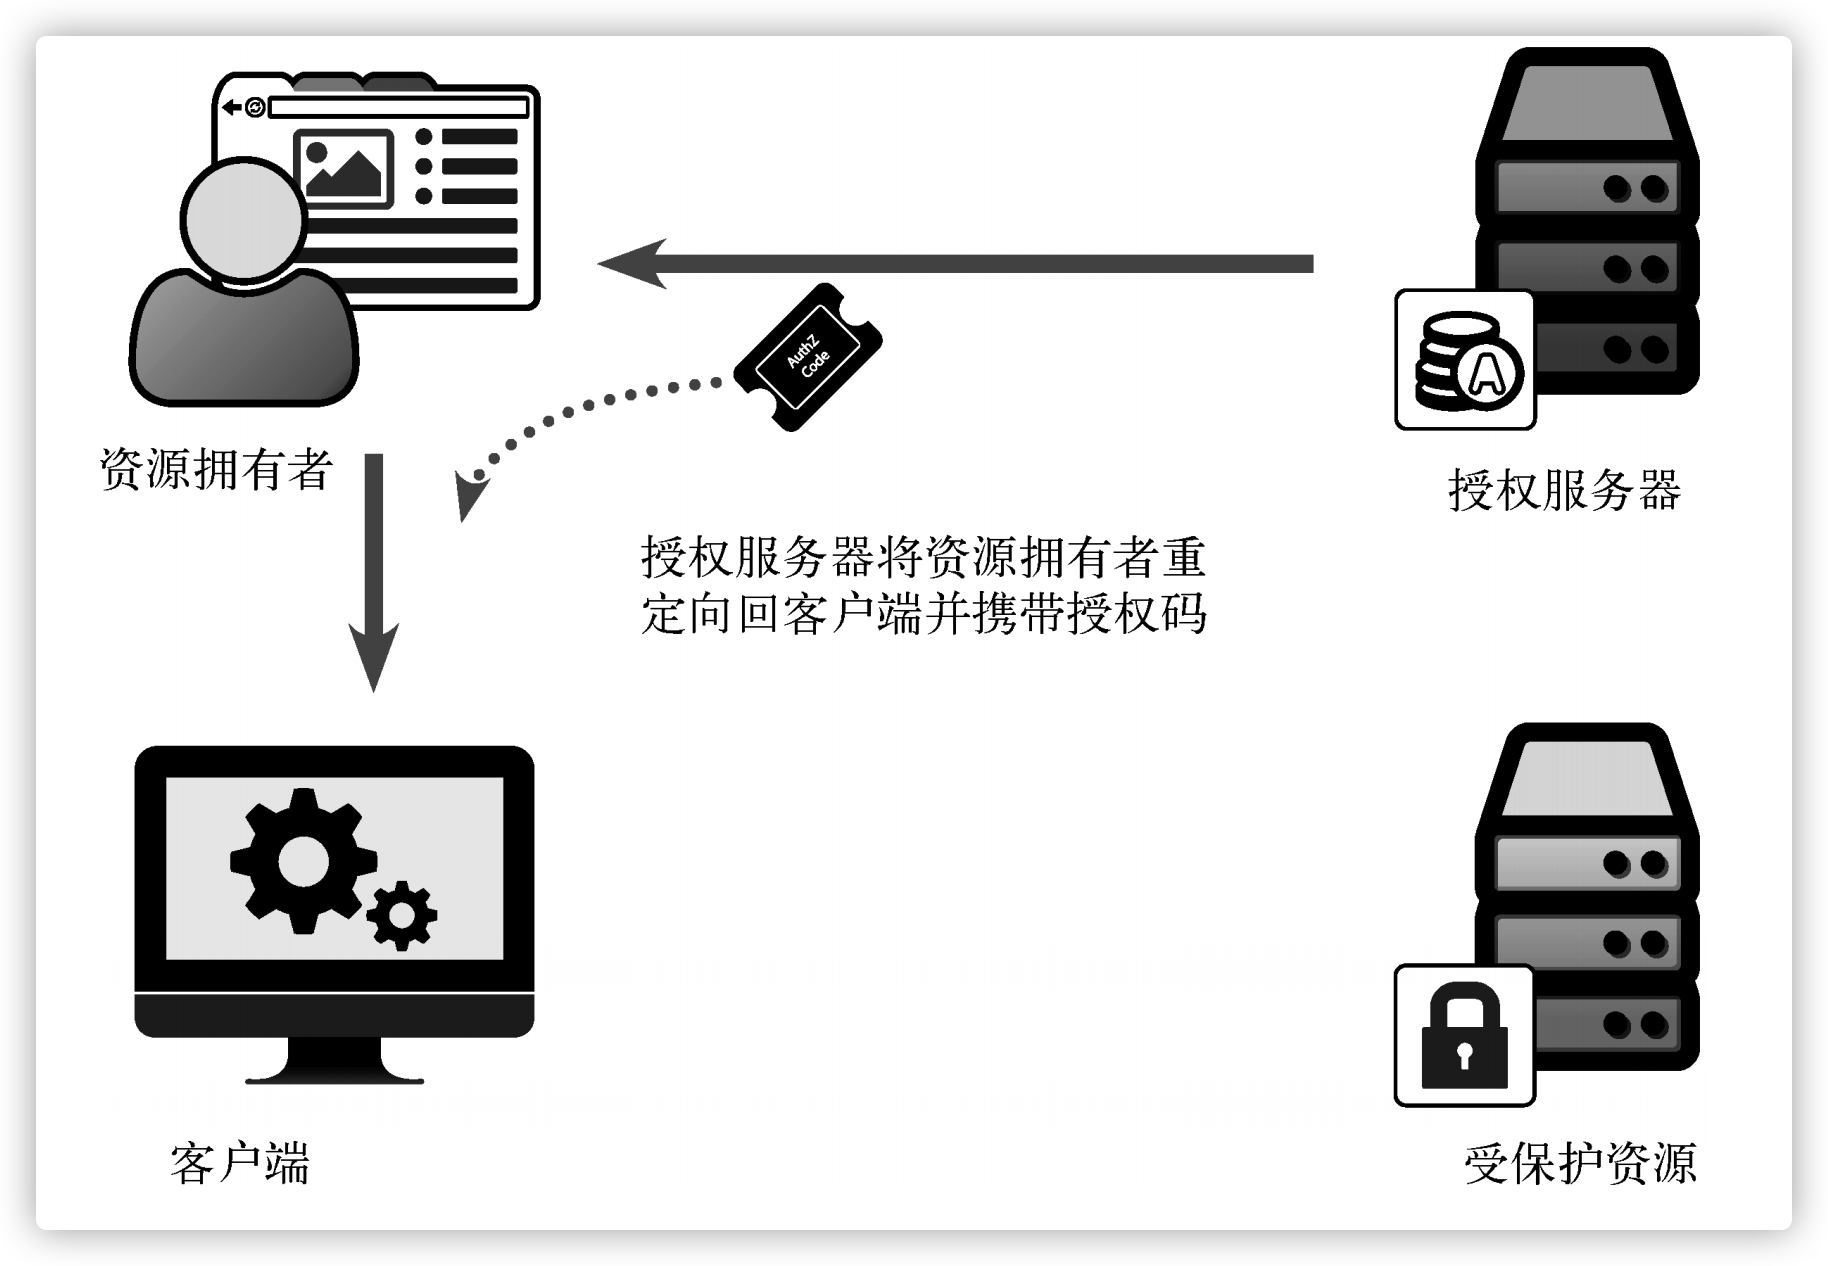 AuthZ
Code
资源拥有者
授权服务器
授权服务器将资源拥有者重
定向回客户端并携带授权码
客户端
受保护资源